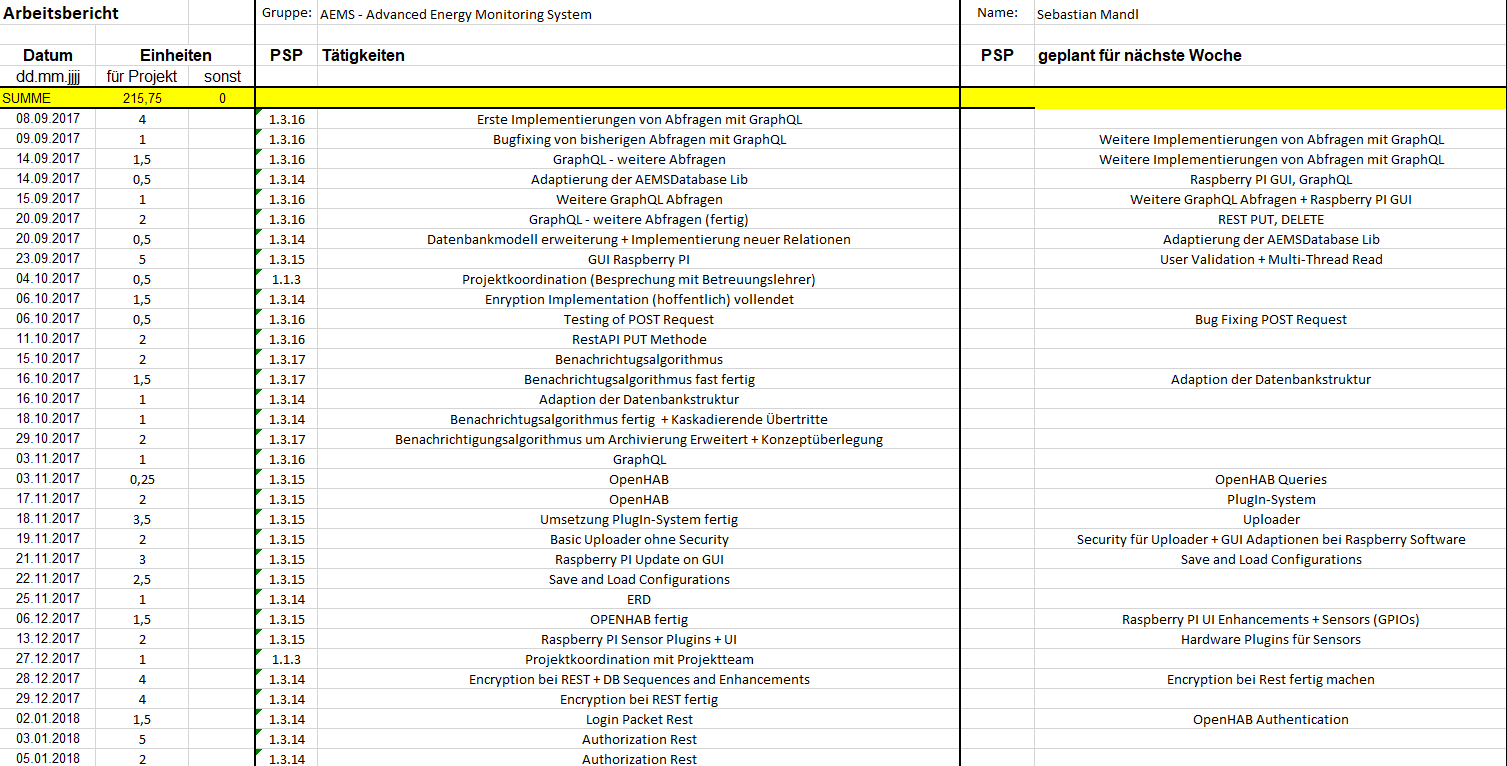 Arbeitsbericht Gruppe: AEMS - Advanced Energy Monitoring System Name: Sebastian Mandl
Datum Einheiten PSP Tätigkeiten PSP geplant für nächste Woche
dd.mm.jjjj für Projekt sonst
SUMME 215,75 0
08.09.2017 4 1.3.16 Erste Implementierungen von Abfragen mit GraphQL
09.09.2017 1 1.3.16 Bugfixing von bisherigen Abfragen mit GraphQL Weitere Implementierungen von Abfragen mit GraphQL
14.09.2017 1,5 1.3.16 GraphQL - weitere Abfragen Weitere Implementierungen von Abfragen mit GraphQL
14.09.2017 0,5 1.3.14 Adaptierung der AEMSDatabase Lib Raspberry PI GUI, GraphQL
15.09.2017 1 1.3.16 Weitere GraphQL Abfragen Weitere GraphQL Abfragen + Raspberry PI GUI
20.09.2017 2 1.3.16 GraphQL - weitere Abfragen (fertig) REST PUT, DELETE
20.09.2017 0,5 1.3.14 Datenbankmodell erweiterung + Implementierung neuer Relationen Adaptierung der AEMSDatabase Lib
23.09.2017 5 1.3.15 GUI Raspberry PI User Validation + Multi-Thread Read
04.10.2017 0,5 1.1.3 Projektkoordination (Besprechung mit Betreuungslehrer)
06.10.2017 1,5 1.3.14 Enryption Implementation (hoffentlich) vollendet
06.10.2017 0,5 1.3.16 Testing of POST Request Bug Fixing POST Request
11.10.2017 2 1.3.16 RestAPI PUT Methode
15.10.2017 2 1.3.17 Benachrichtugsalgorithmus
16.10.2017 1,5 1.3.17 Benachrichtugsalgorithmus fast fertig Adaption der Datenbankstruktur
16.10.2017 1 1.3.14 Adaption der Datenbankstruktur
18.10.2017 1 1.3.14 Benachrichtugsalgorithmus fertig + Kaskadierende Übertritte
29.10.2017 2 1.3.17 Benachrichtigungsalgorithmus um Archivierung Erweitert + Konzeptüberlegung
03.11.2017 1 1.3.16 GraphQL
03.11.2017 0,25 1.3.15 OpenHAB OpenHAB Queries
17.11.2017 2 1.3.15 OpenHAB PlugIn-System
18.11.2017 3,5 1.3.15 Umsetzung PlugIn-System fertig Uploader
19.11.2017 2 1.3.15 Basic Uploader ohne Security Security für Uploader + GUI Adaptionen bei Raspberry Software
21.11.2017 3 1.3.15 Raspberry PI Update on GUI Save and Load Configurations
22.11.2017 2,5 1.3.15 Save and Load Configurations
25.11.2017 1 1.3.14 ERD
06.12.2017 1,5 1.3.15 OPENHAB fertig Raspberry PI UI Enhancements + Sensors (GPIOs)
13.12.2017 2 1.3.15 Raspberry PI Sensor Plugins + UI Hardware Plugins für Sensors
27.12.2017 1 1.1.3 Projektkoordination mit Projektteam
28.12.2017 4 1.3.14 Encryption bei REST + DB Sequences and Enhancements Encryption bei Rest fertig machen
29.12.2017 4 1.3.14 Encryption bei REST fertig
02.01.2018 1,5 1.3.14 Login Packet Rest OpenHAB Authentication
03.01.2018 5 1.3.14 Authorization Rest
05.01.2018 2 1.3.14 Authorization Rest